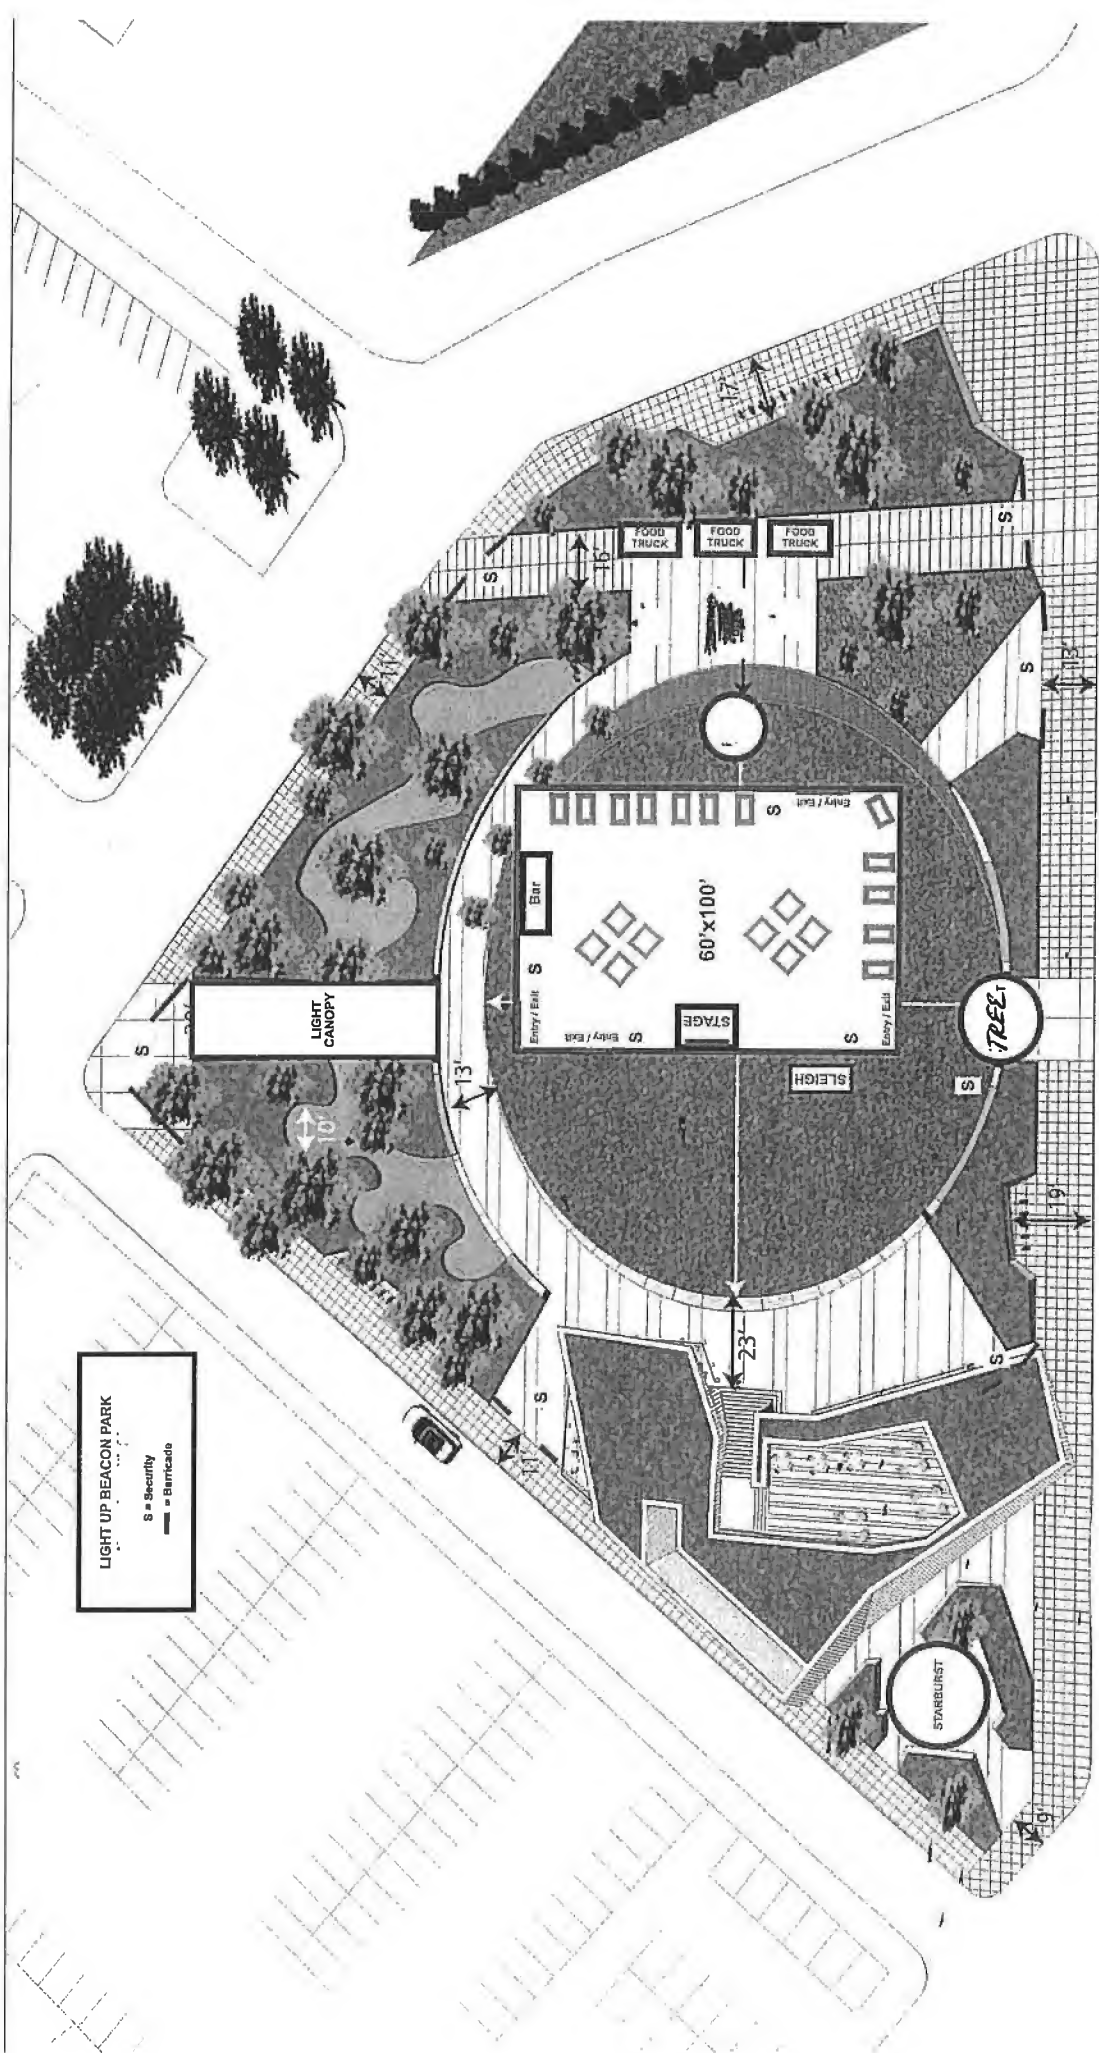 LIGHT UP BEACON PARK
S = Security
= Barricade
17'
FOOD
TRUCK
FOOD
TRUCK
FOOD
TRUCK
16'
S
S
S
13'
LIGHT
CANOPY
S
Bar
60'x100'
STAGE
S
Entry / Exit
S
Entry / Exit
Entry / Exit
S
S
Entry / Exit
SLEIGH
TREE
S
13'
10'
19'
23'
S
S
11'
STARBURST
9'